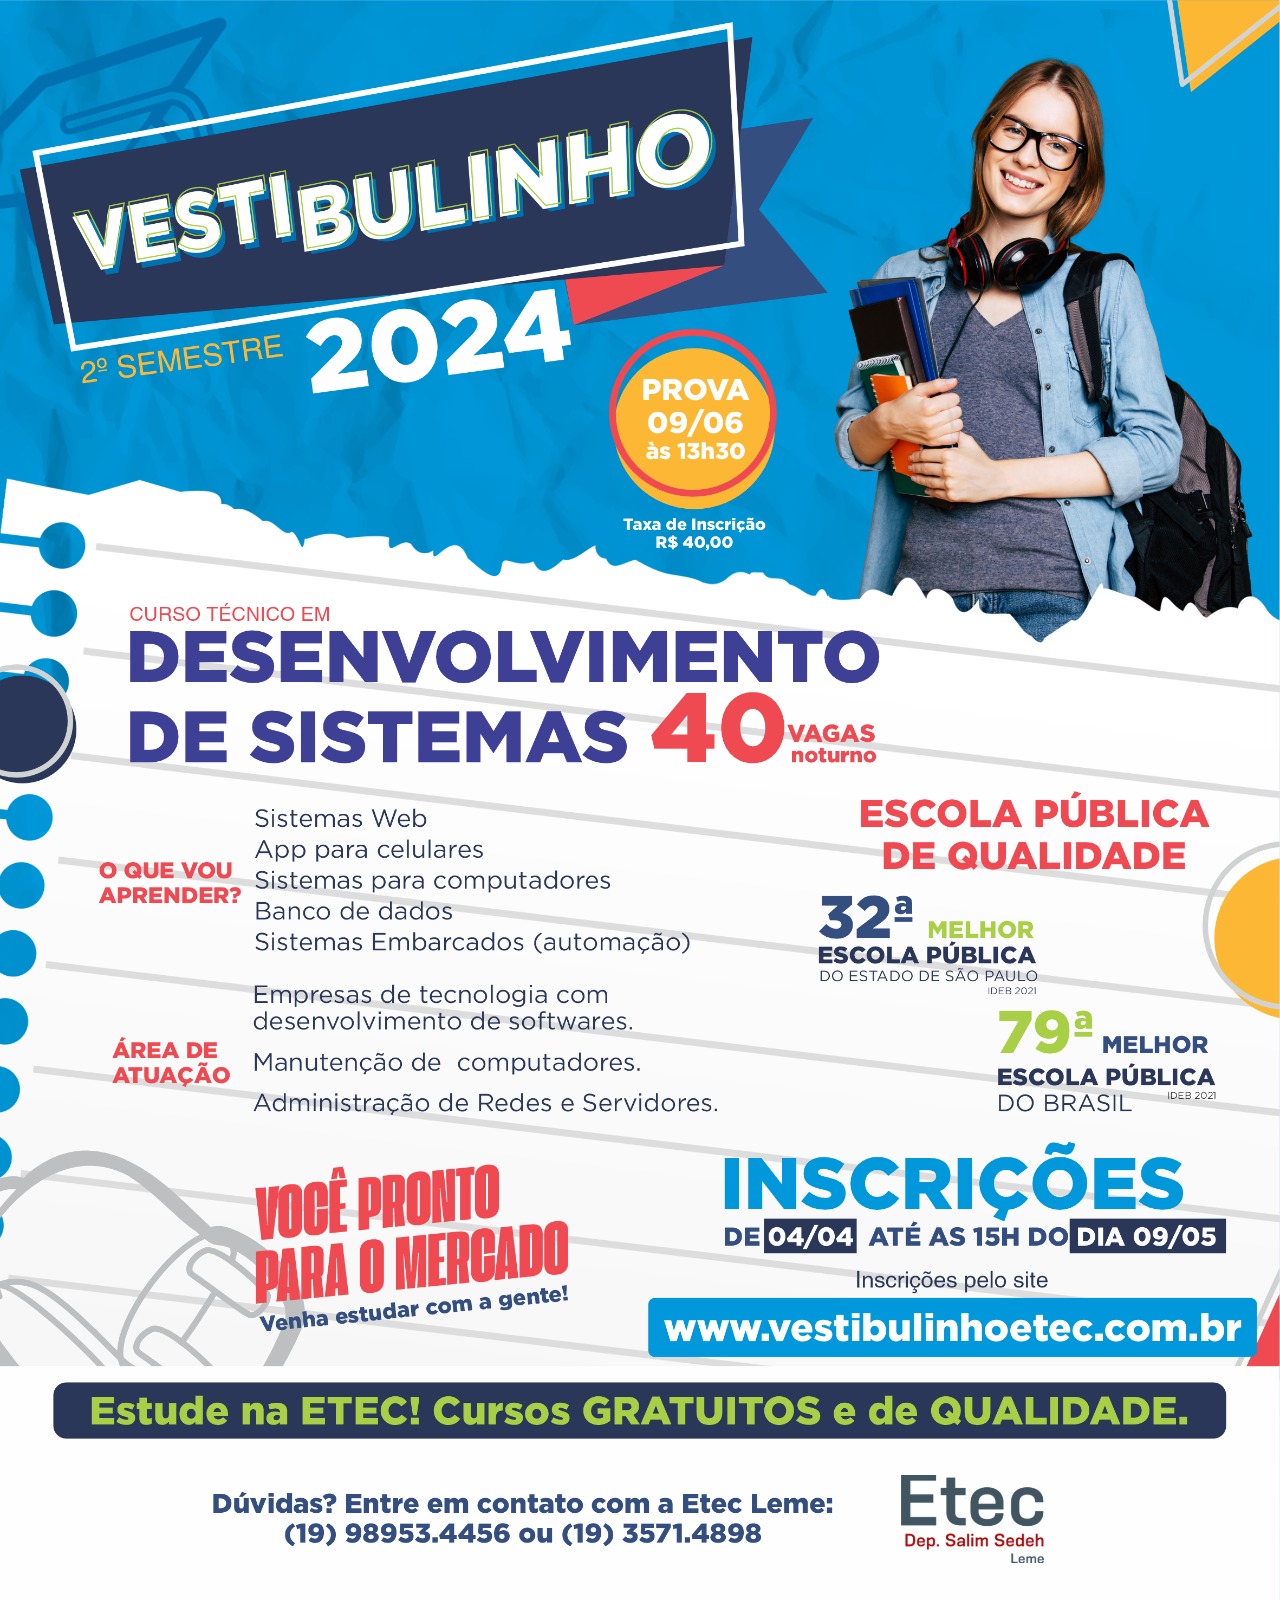 VESTIBULINHO
2º SEMESTRE 2024
PROVA
09/06
às 13h30
Taxa de Inscrição
R$ 40,00
CURSO TÉCNICO EM
DESENVOLVIMENTO
DE SISTEMAS 40 VAGAS
noturno
O QUE VOU
APRENDER?
Sistemas Web
App para celulares
Sistemas para computadores
Banco de dados
Sistemas Embarcados (automação)
ÁREA DE
ATUAÇÃO
Empresas de tecnologia com
desenvolvimento de softwares.
Manutenção de computadores.
Administração de Redes e Servidores.
ESCOLA PÚBLICA
DE QUALIDADE
32ª MELHOR
ESCOLA PÚBLICA
DO ESTADO DE SÃO PAULO
IDEB 2021
79ª MELHOR
ESCOLA PÚBLICA
DO BRASIL IDEB 2021
VOCÊ PRONTO
PARA O MERCADO
Venha estudar com a gente!
INSCRIÇÕES
DE 04/04 ATÉ AS 15H DO DIA 09/05
Inscrições pelo site
www.vestibulinhoetec.com.br
Estude na ETEC! Cursos GRATUITOS e de QUALIDADE.
Dúvidas? Entre em contato com a Etec Leme:
(19) 98953.4456 ou (19) 3571.4898
Etec
Dep. Salim Sedeh
Leme